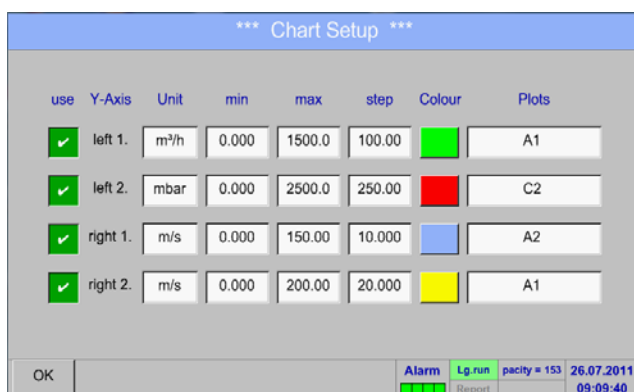 *** Chart Setup ***
use Y-Axis Unit min max step Colour Plots
left 1. m³/h 0.000 1500.0 100.00 A1
left 2. mbar 0.000 2500.0 250.00 C2
right 1. m/s 0.000 150.00 10.000 A2
right 2. m/s 0.000 200.00 20.000 A1
OK Alarm Lg.run pacity = 153 26.07.2011
Report 09:09:40